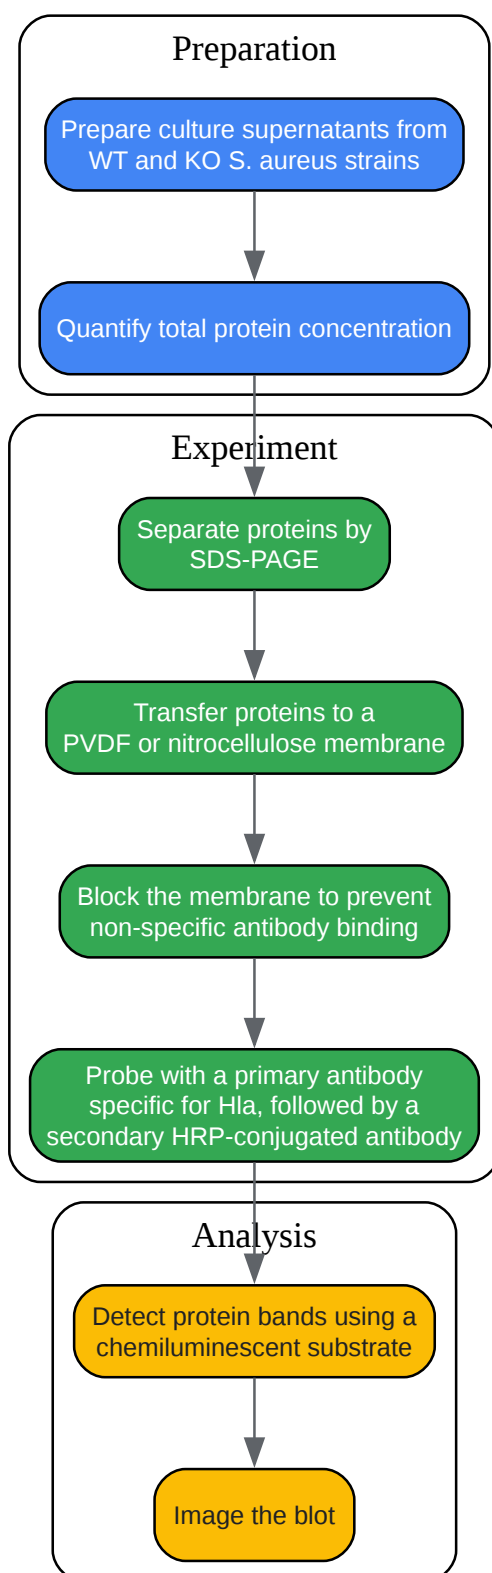 Preparation
Prepare culture supernatants from
WT and KO S. aureus strains
Quantify total protein concentration
Experiment
Separate proteins by
SDS-PAGE
Transfer proteins to a
PVDF or nitrocellulose membrane
Block the membrane to prevent
non-specific antibody binding
Probe with a primary antibody
specific for Hla, followed by a
secondary HRP-conjugated antibody
Analysis
Detect protein bands using a
chemiluminescent substrate
Image the blot